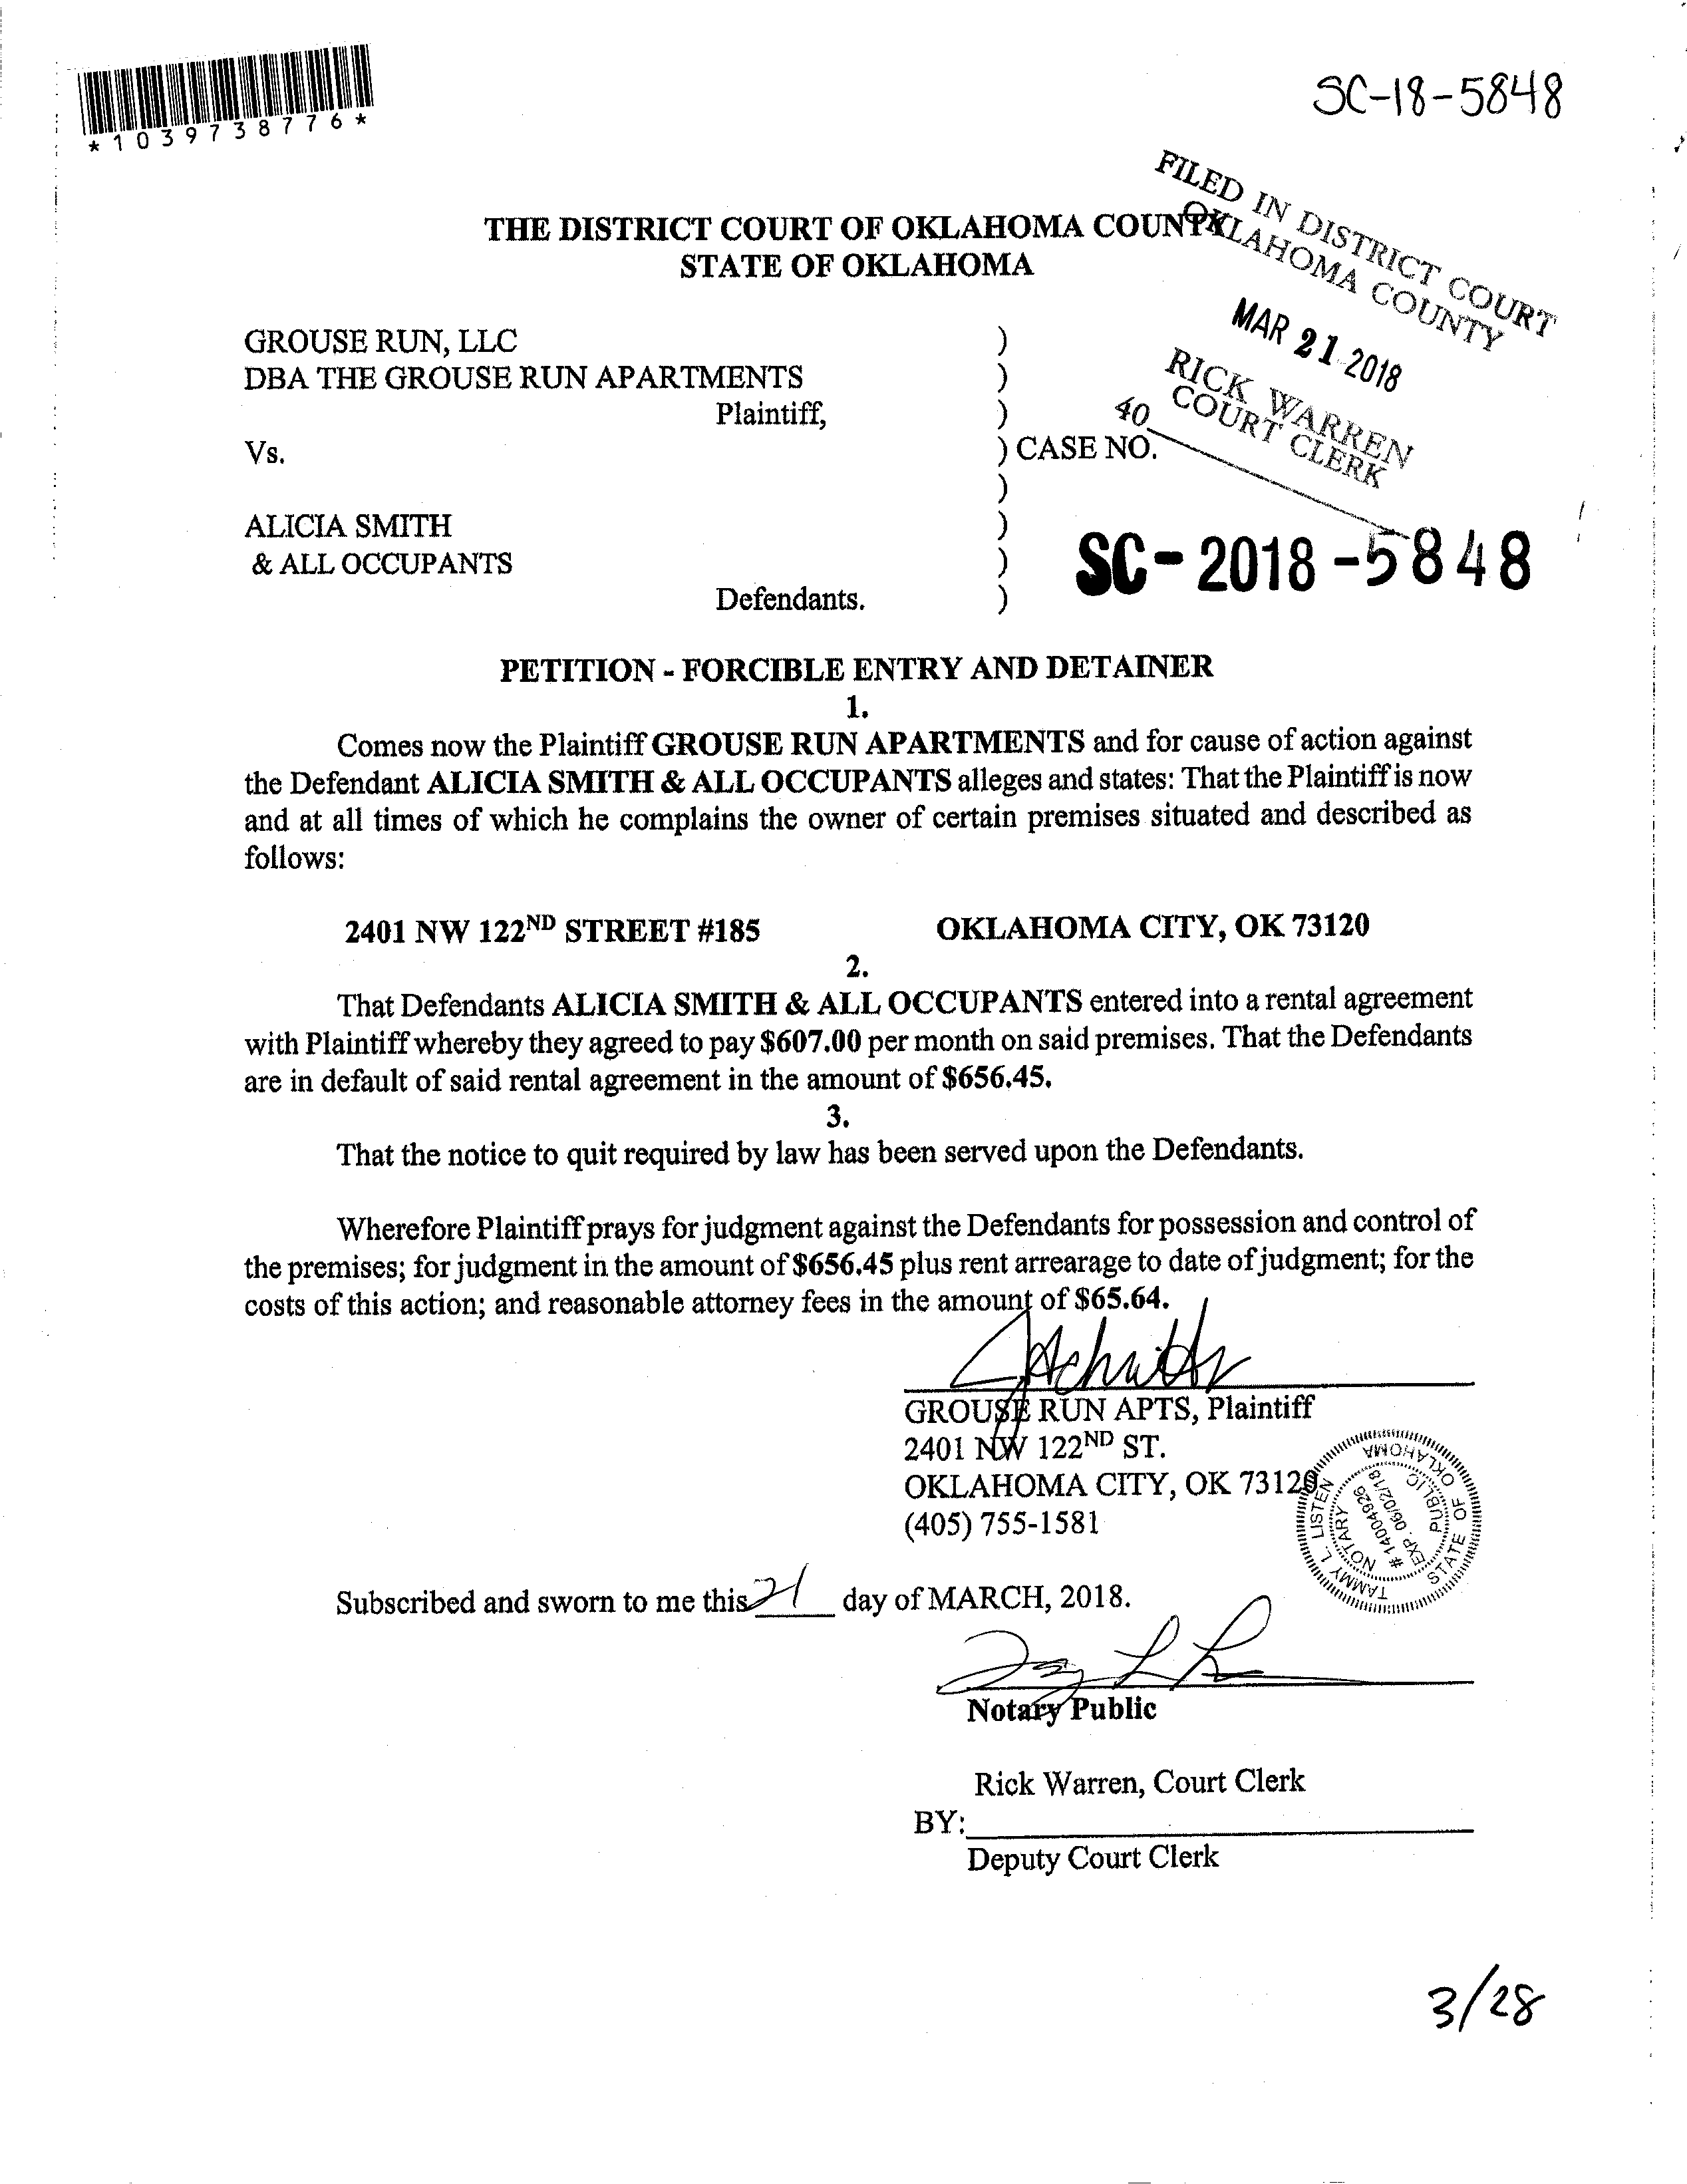 *1039738776*
SC-18-5848
FILED IN DISTRICT COURT
OKLAHOMA COUNTY
MAR 21 2018
RICK WARREN
COURT CLERK
40
THE DISTRICT COURT OF OKLAHOMA COUNTY
STATE OF OKLAHOMA
GROUSE RUN, LLC )
DBA THE GROUSE RUN APARTMENTS )
Plaintiff, )
Vs. ) CASE NO.
)
ALICIA SMITH )
& ALL OCCUPANTS )
Defendants. )
SC-2018-5848
PETITION - FORCIBLE ENTRY AND DETAINER
1.
Comes now the Plaintiff GROUSE RUN APARTMENTS and for cause of action against
the Defendant ALICIA SMITH & ALL OCCUPANTS alleges and states: That the Plaintiff is now
and at all times of which he complains the owner of certain premises situated and described as
follows:
2401 NW 122ND STREET #185 OKLAHOMA CITY, OK 73120
2.
That Defendants ALICIA SMITH & ALL OCCUPANTS entered into a rental agreement
with Plaintiff whereby they agreed to pay $607.00 per month on said premises. That the Defendants
are in default of said rental agreement in the amount of $656.45.
3.
That the notice to quit required by law has been served upon the Defendants.
Wherefore Plaintiff prays for judgment against the Defendants for possession and control of
the premises; for judgment in the amount of $656.45 plus rent arrearage to date of judgment; for the
costs of this action; and reasonable attorney fees in the amount of $65.64.
GROUSE RUN APTS, Plaintiff
2401 NW 122ND ST.
OKLAHOMA CITY, OK 73120
(405) 755-1581
TAMMY L. LISTEN
STATE OF OKLAHOMA
NOTARY PUBLIC
# 14004926
EXP. 06/02/18
Subscribed and sworn to me this 21 day of MARCH, 2018.
Notary Public
Rick Warren, Court Clerk
BY:
Deputy Court Clerk
3/28